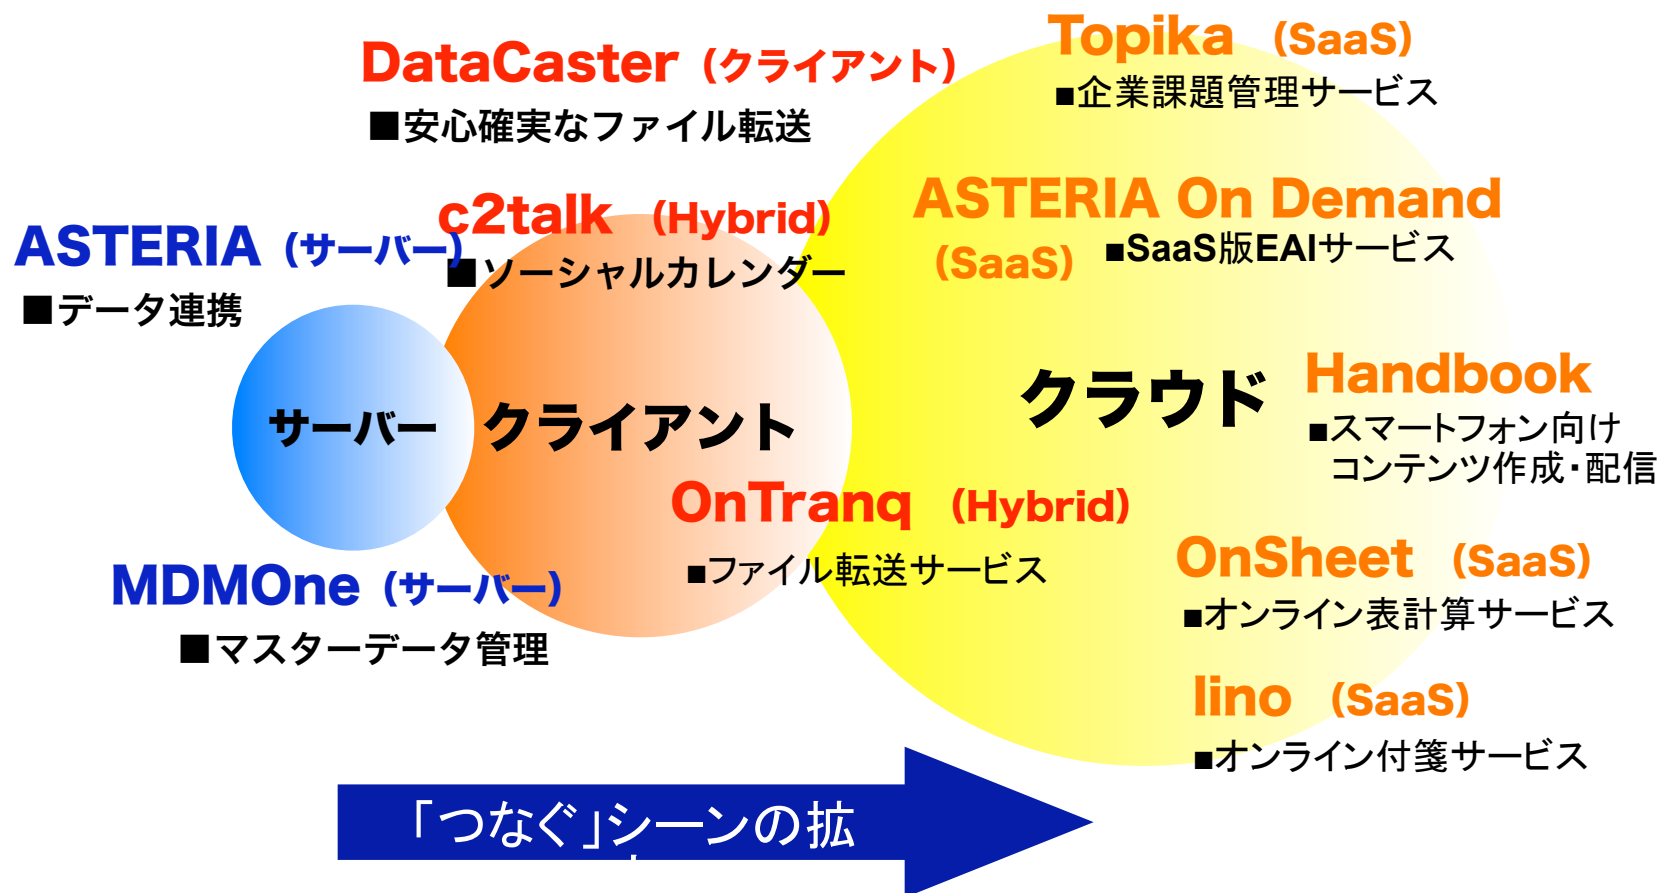 Topika (SaaS)
■企業課題管理サービス
DataCaster (クライアント)
■安心確実なファイル転送
ASTERIA On Demand
(SaaS) ■SaaS版EAIサービス
c2talk (Hybrid)
■ソーシャルカレンダー
ASTERIA (サーバー)
■データ連携
サーバー
クライアント
クラウド
Handbook
■スマートフォン向け
コンテンツ作成・配信
OnTranq (Hybrid)
■ファイル転送サービス
OnSheet (SaaS)
■オンライン表計算サービス
MDMOne (サーバー)
■マスターデータ管理
lino (SaaS)
■オンライン付箋サービス
「つなぐ」シーンの拡